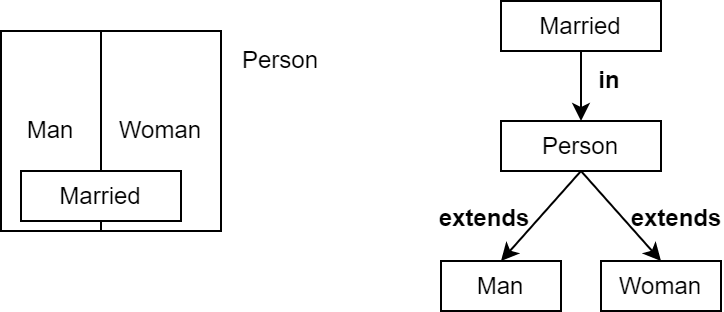 Person
Man
Woman
Married
Married
in
Person
extends
extends
Man
Woman